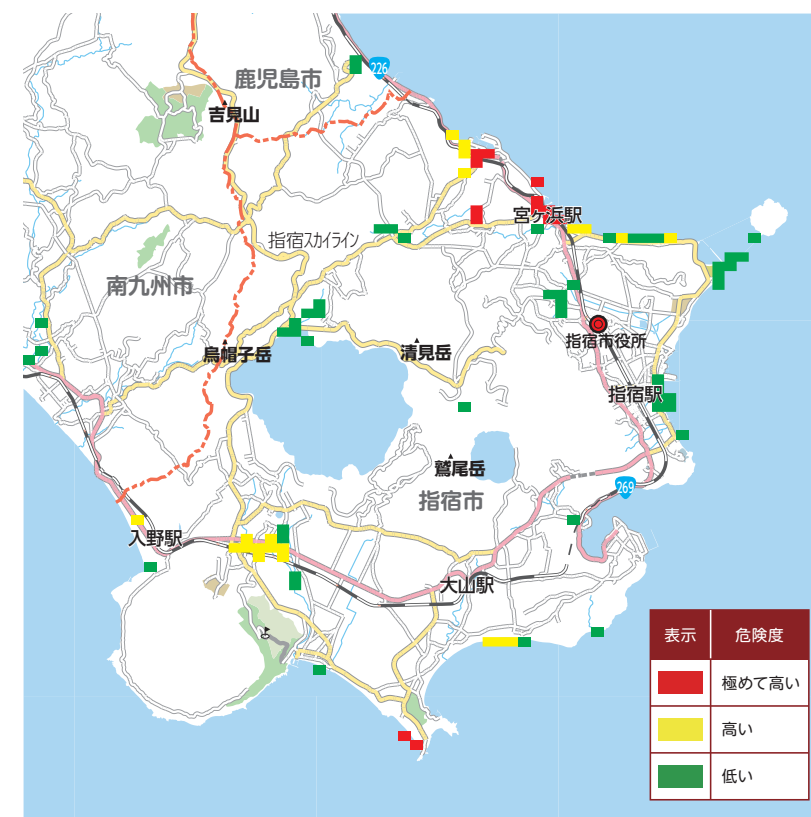 鹿児島市
226
吉見山
宮ヶ浜駅
指宿スカイライン
南九州市
指宿市役所
烏帽子岳
清見岳
指宿駅
鷲尾岳
指宿市
269
入野駅
大山駅
表示 危険度
極めて高い
高い
低い